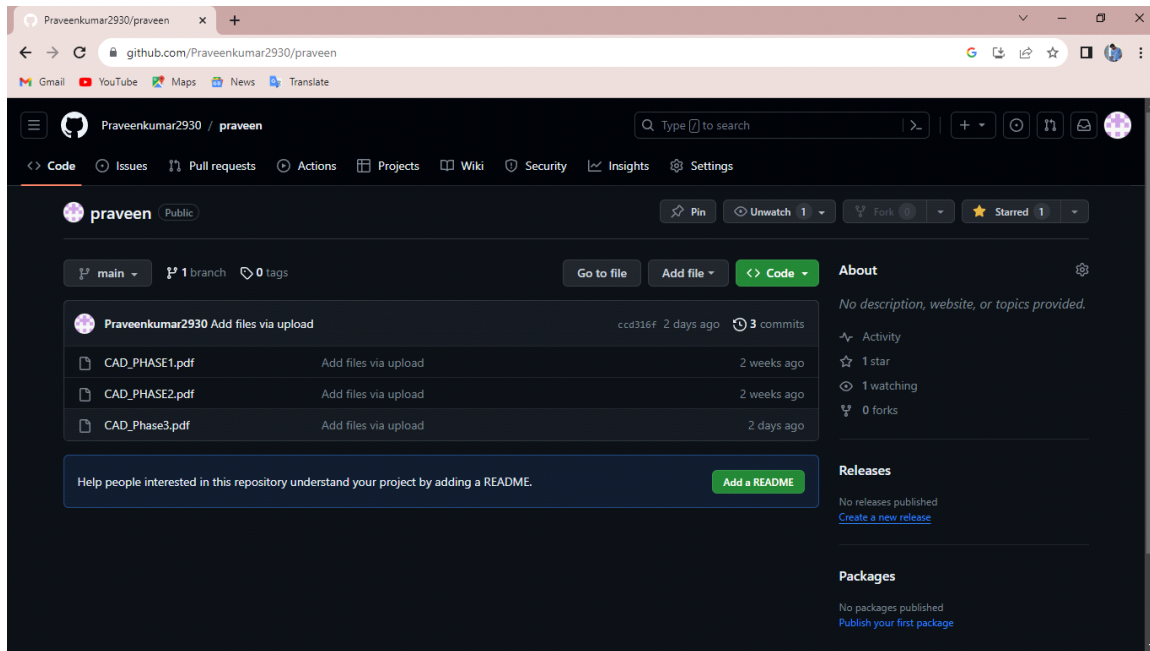 Praveenkumar2930/praveen
github.com/Praveenkumar2930/praveen
Gmail YouTube Maps News Translate
Praveenkumar2930 / praveen Type / to search
Code Issues Pull requests Actions Projects Wiki Security Insights Settings
praveen Public Pin Unwatch 1 Fork 0 Starred 1
main 1 branch 0 tags Go to file Add file Code
Praveenkumar2930 Add files via upload ccd316f 2 days ago 3 commits
CAD_PHASE1.pdf Add files via upload 2 weeks ago
CAD_PHASE2.pdf Add files via upload 2 weeks ago
CAD_Phase3.pdf Add files via upload 2 days ago
Help people interested in this repository understand your project by adding a README. Add a README
About
No description, website, or topics provided.
Activity
1 star
1 watching
0 forks
Releases
No releases published
Create a new release
Packages
No packages published
Publish your first package